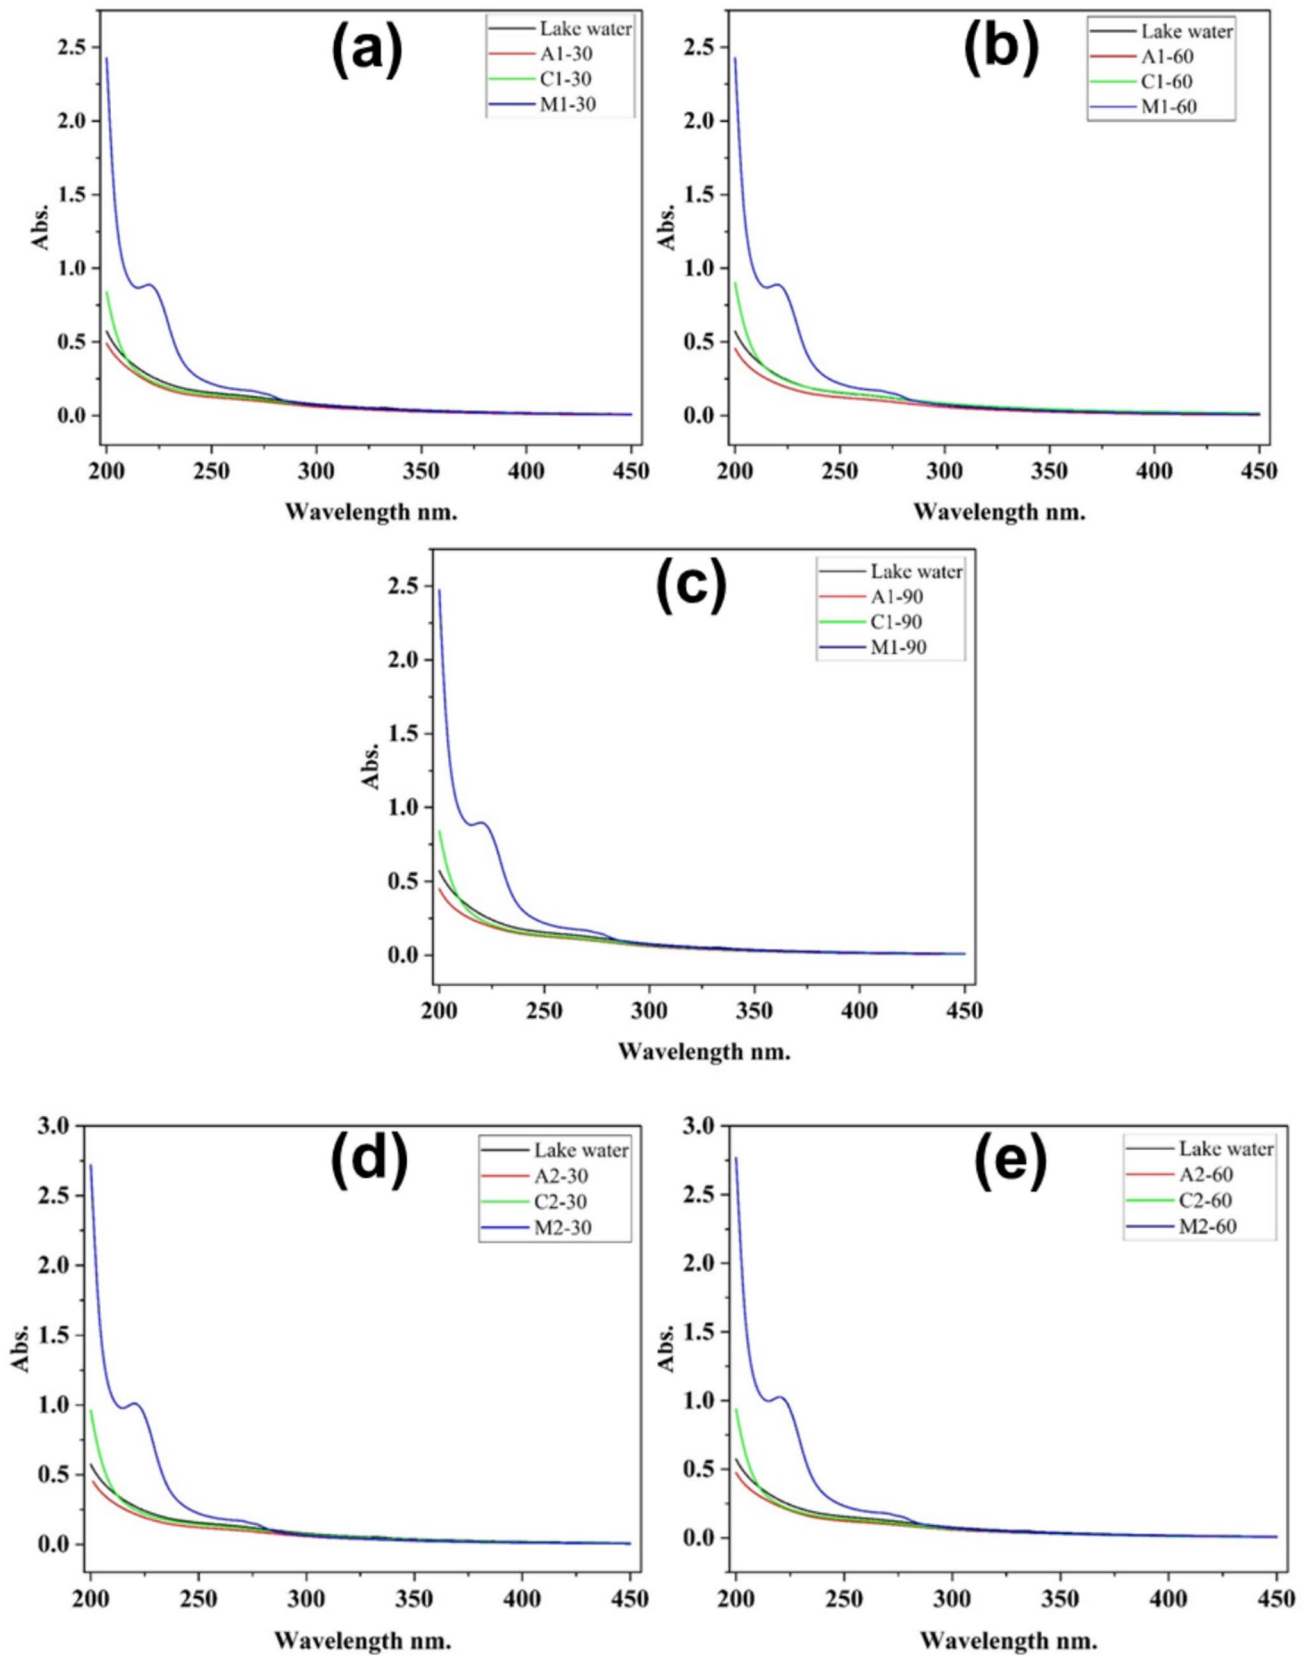 (a)
Lake water
A1-30
C1-30
M1-30
2.5
2.0
1.5
1.0
0.5
0.0
Abs.
200 250 300 350 400 450
Wavelength nm.
(b)
Lake water
A1-60
C1-60
M1-60
2.5
2.0
1.5
1.0
0.5
0.0
Abs.
200 250 300 350 400 450
Wavelength nm.
(c)
Lake water
A1-90
C1-90
M1-90
2.5
2.0
1.5
1.0
0.5
0.0
Abs.
200 250 300 350 400 450
Wavelength nm.
(d)
Lake water
A2-30
C2-30
M2-30
3.0
2.5
2.0
1.5
1.0
0.5
0.0
Abs.
200 250 300 350 400 450
Wavelength nm.
(e)
Lake water
A2-60
C2-60
M2-60
3.0
2.5
2.0
1.5
1.0
0.5
0.0
Abs.
200 250 300 350 400 450
Wavelength nm.